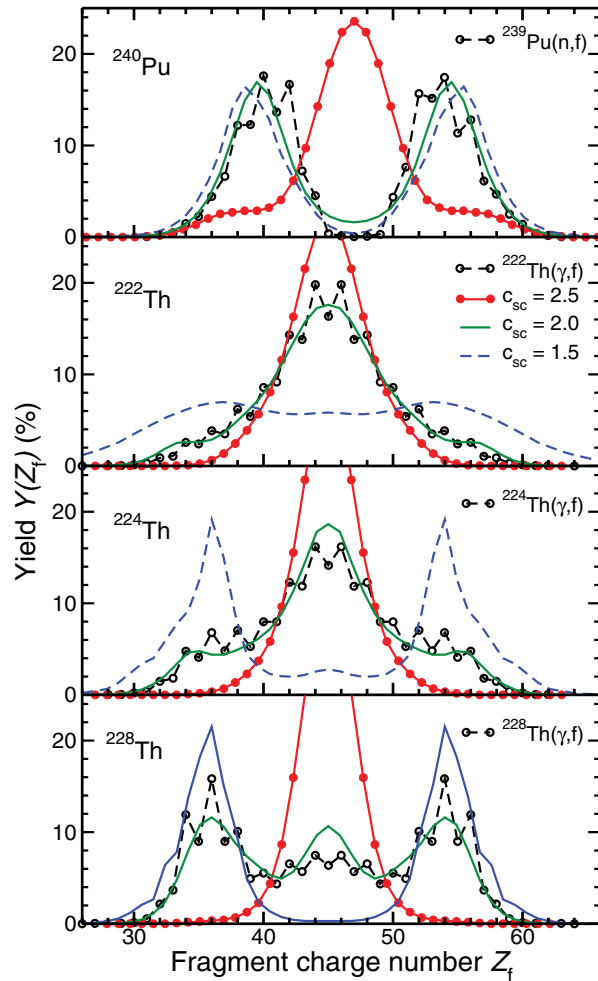 20
10
0
²⁴⁰Pu
²³⁹Pu(n,f)
20
10
0
²²²Th
²²²Th(γ,f)
c_sc = 2.5
c_sc = 2.0
c_sc = 1.5
20
10
0
²²⁴Th
²²⁴Th(γ,f)
20
10
0
²²⁸Th
²²⁸Th(γ,f)
30 40 50 60
Fragment charge number Z_f
Yield Y(Z_f) (%)